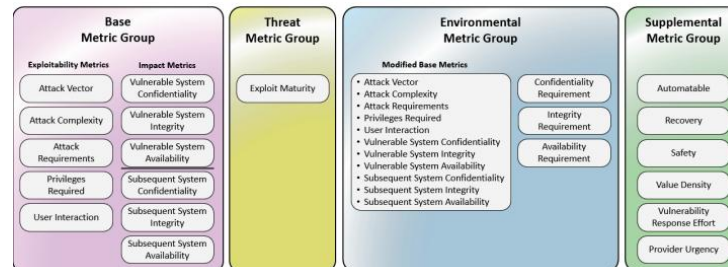 Base
Metric Group
Exploitability Metrics
Attack Vector
Attack Complexity
Attack
Requirements
Privileges
Required
User Interaction
Impact Metrics
Vulnerable System
Confidentiality
Vulnerable System
Integrity
Vulnerable System
Availability
Subsequent System
Confidentiality
Subsequent System
Integrity
Subsequent System
Availability
Threat
Metric Group
Exploit Maturity
Environmental
Metric Group
Modified Base Metrics
• Attack Vector
• Attack Complexity
• Attack Requirements
• Privileges Required
• User Interaction
• Vulnerable System Confidentiality
• Vulnerable System Integrity
• Vulnerable System Availability
• Subsequent System Confidentiality
• Subsequent System Integrity
• Subsequent System Availability
Confidentiality
Requirement
Integrity
Requirement
Availability
Requirement
Supplemental
Metric Group
Automatable
Recovery
Safety
Value Density
Vulnerability
Response Effort
Provider Urgency